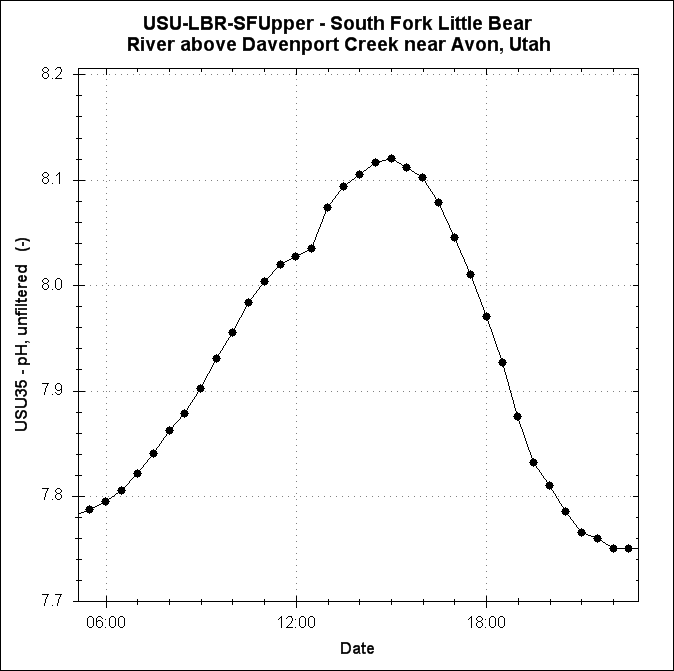 USU-LBR-SFUpper - South Fork Little Bear
River above Davenport Creek near Avon, Utah
USU35 - pH, unfiltered (-)
8.2
8.1
8.0
7.9
7.8
7.7
06:00 12:00 18:00
Date